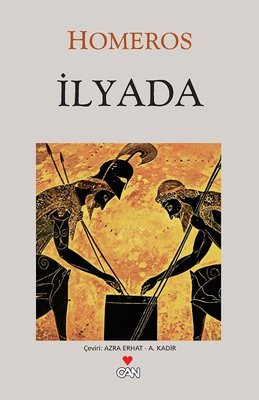 HOMEROS
İLYADA
Çeviri: AZRA ERHAT - A. KADİR
CAN